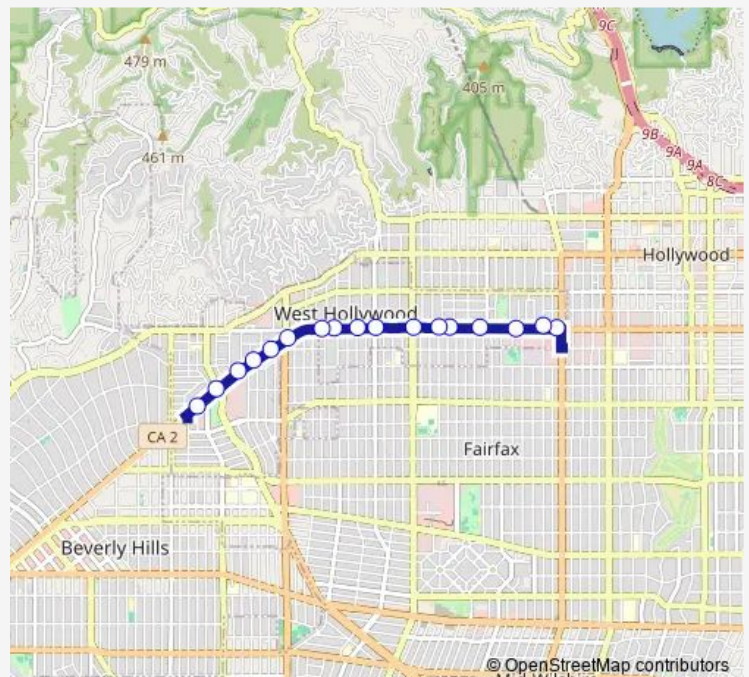 9C
479 m
405 m
9B
9A
9A
8C
461 m
Hollywood
West Hollywood
CA 2
Fairfax
Beverly Hills
© OpenStreetMap contributors